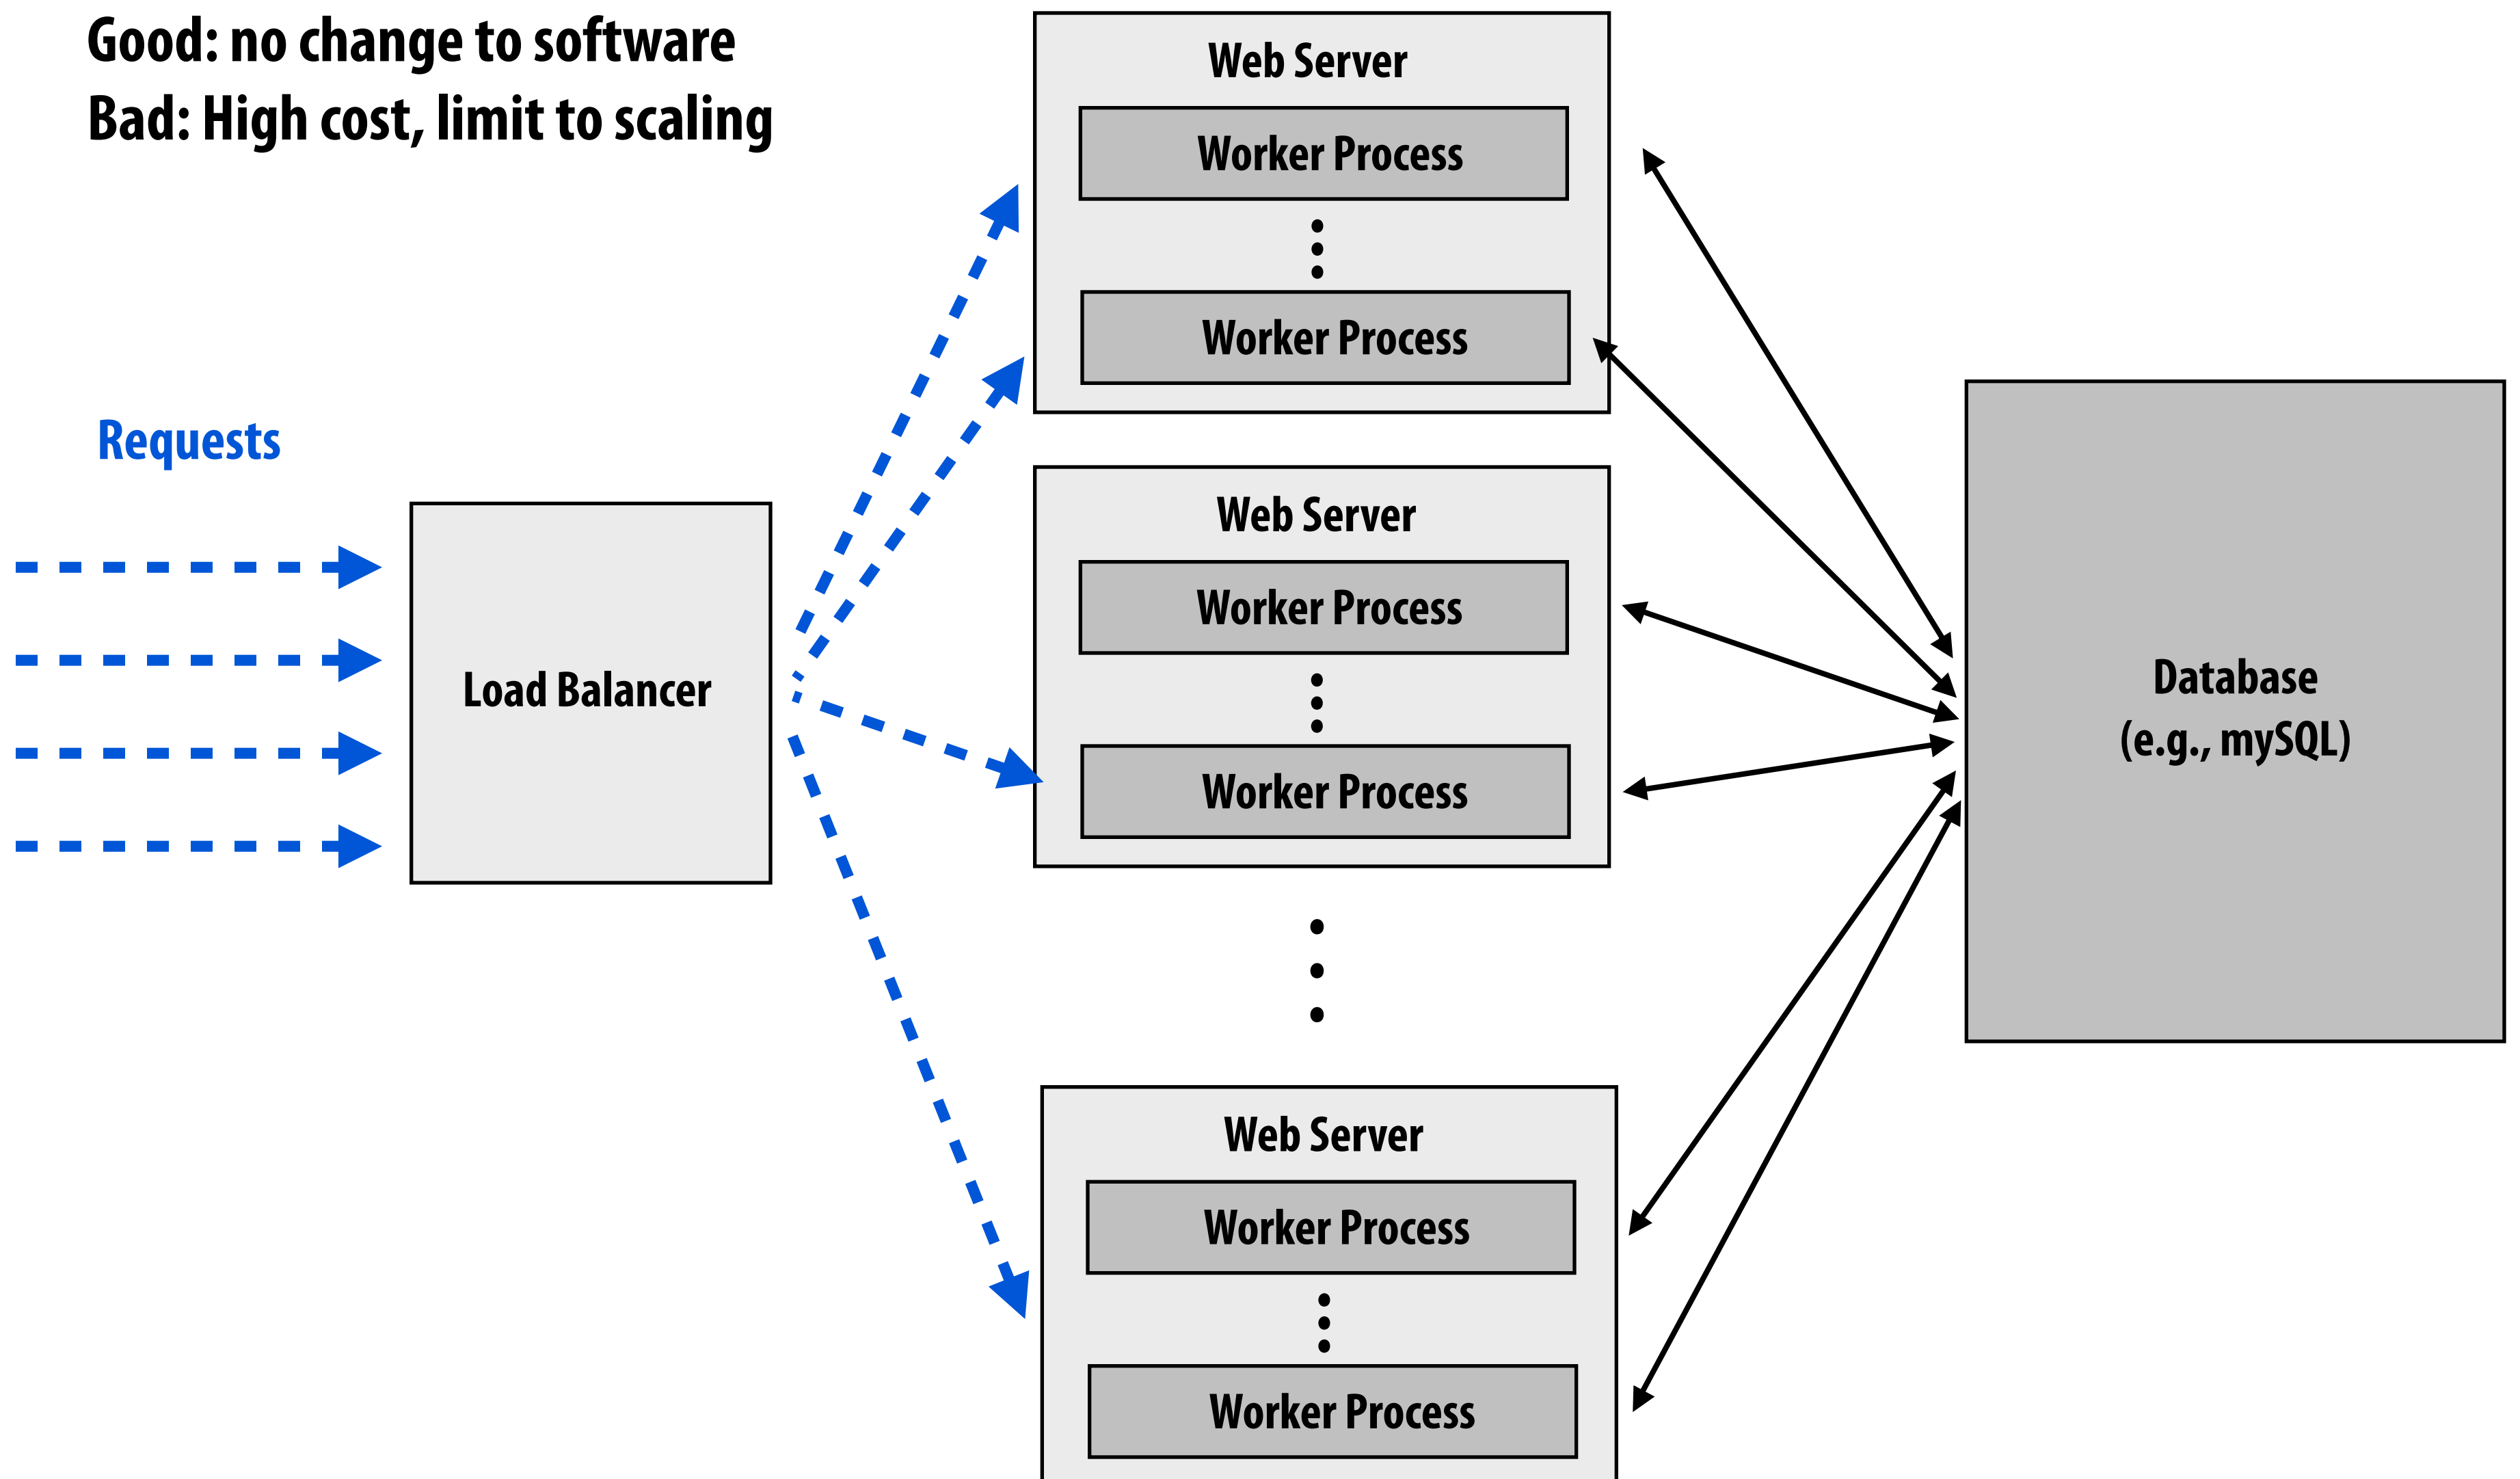 Good: no change to software
Bad: High cost, limit to scaling
Requests
Load Balancer
Web Server
Worker Process
Worker Process
Web Server
Worker Process
Worker Process
Web Server
Worker Process
Worker Process
Database
(e.g., mySQL)